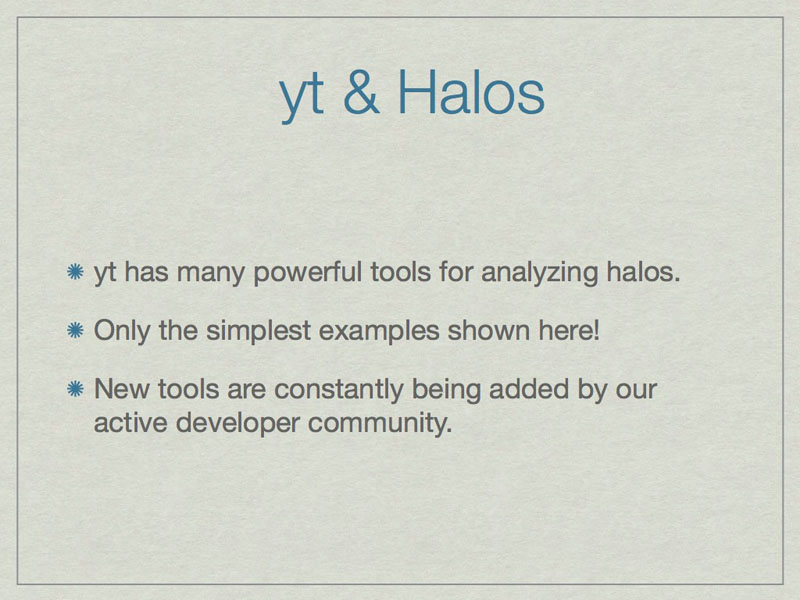 yt & Halos
yt has many powerful tools for analyzing halos.
Only the simplest examples shown here!
New tools are constantly being added by our
active developer community.